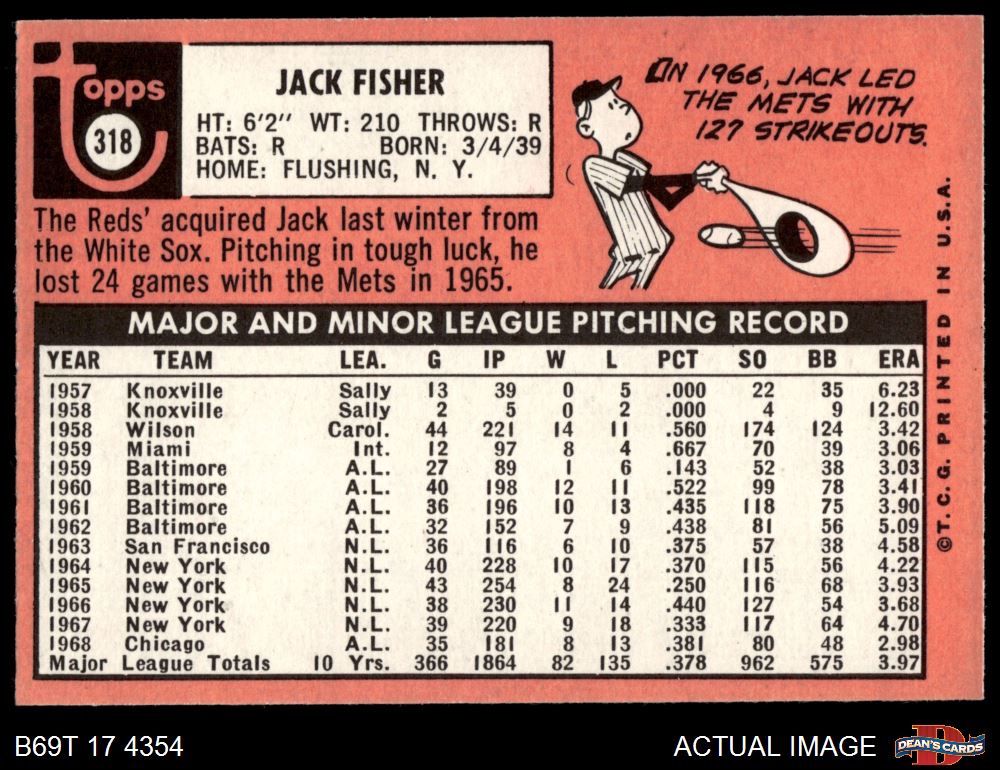 topps
318
JACK FISHER
HT: 6'2" WT: 210 THROWS: R
BATS: R BORN: 3/4/39
HOME: FLUSHING, N. Y.
IN 1966, JACK LED
THE METS WITH
127 STRIKEOUTS.
The Reds' acquired Jack last winter from
the White Sox. Pitching in tough luck, he
lost 24 games with the Mets in 1965.
MAJOR AND MINOR LEAGUE PITCHING RECORD
YEAR TEAM LEA. G IP W L PCT SO BB ERA
1957 Knoxville Sally 13 39 0 5 .000 22 35 6.23
1958 Knoxville Sally 2 5 0 2 .000 4 9 12.60
1958 Wilson Carol. 44 221 14 11 .560 174 124 3.42
1959 Miami Int. 12 97 8 4 .667 70 39 3.06
1959 Baltimore A.L. 27 89 1 6 .143 52 38 3.03
1960 Baltimore A.L. 40 198 12 11 .522 99 78 3.41
1961 Baltimore A.L. 36 196 10 13 .435 118 75 3.90
1962 Baltimore A.L. 32 152 7 9 .438 81 56 5.09
1963 San Francisco N.L. 36 116 6 10 .375 57 38 4.58
1964 New York N.L. 40 228 10 17 .370 115 56 4.22
1965 New York N.L. 43 254 8 24 .250 116 68 3.93
1966 New York N.L. 38 230 11 14 .440 127 54 3.68
1967 New York N.L. 39 220 9 18 .333 117 64 4.70
1968 Chicago A.L. 35 181 8 13 .381 80 48 2.98
Major League Totals 10 Yrs. 366 1864 82 135 .378 962 575 3.97
©T. C. G. PRINTED IN U.S.A.
B69T 17 4354
ACTUAL IMAGE
D
DEAN'S CARDS